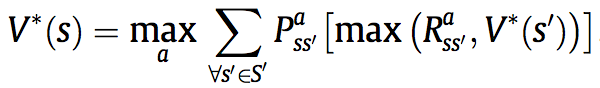 V*(s) = max_a ∑_{∀s'∈S'} P^a_{ss'} [max (R^a_{ss'}, V*(s'))]